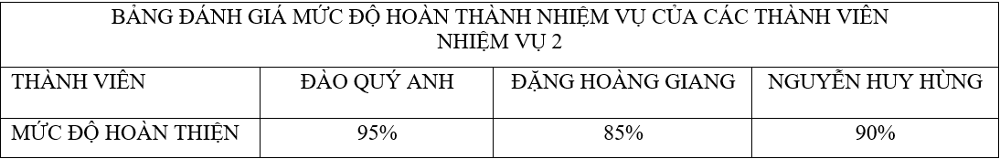 BẢNG ĐÁNH GIÁ MỨC ĐỘ HOÀN THÀNH NHIỆM VỤ CỦA CÁC THÀNH VIÊN
NHIỆM VỤ 2
THÀNH VIÊN ĐÀO QUÝ ANH ĐẶNG HOÀNG GIANG NGUYỄN HUY HÙNG
MỨC ĐỘ HOÀN THIỆN 95% 85% 90%